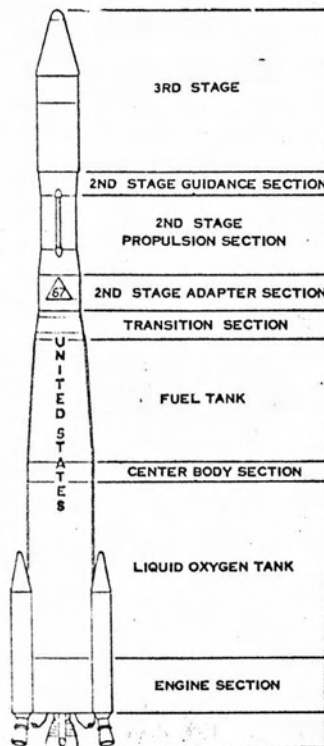 3RD STAGE
2ND STAGE GUIDANCE SECTION
2ND STAGE
PROPULSION SECTION
67
2ND STAGE ADAPTER SECTION
TRANSITION SECTION
UNITED STATES
FUEL TANK
CENTER BODY SECTION
LIQUID OXYGEN TANK
ENGINE SECTION